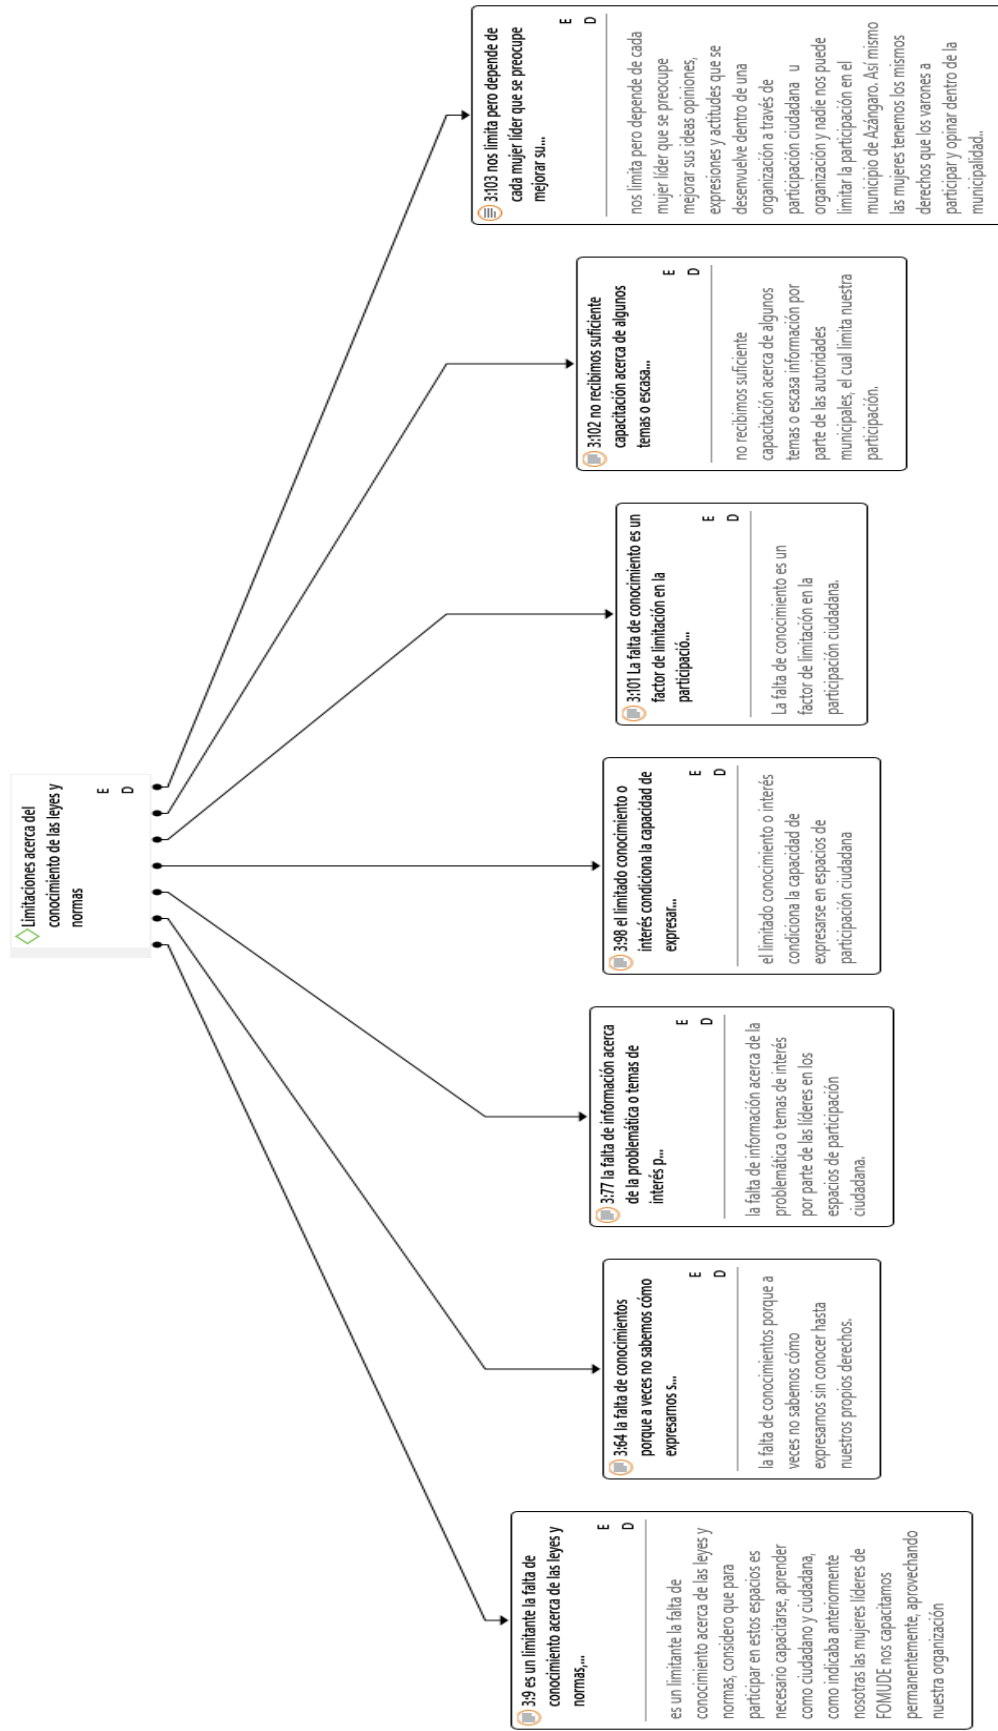 Limitaciones acerca del
conocimiento de las leyes y
normas
E
D
3:9 es un limitante la falta de
conocimiento acerca de las leyes y
normas,...
E
D
es un limitante la falta de
conocimiento acerca de las leyes y
normas, considero que para
participar en estos espacios es
necesario capacitarse, aprender
como ciudadano y ciudadana,
como indicaba anteriormente
nosotras las mujeres líderes de
FOMUDE nos capacitamos
permanentemente, aprovechando
nuestra organización
3:64 la falta de conocimientos
porque a veces no sabemos cómo
expresarnos s...
E
D
la falta de conocimientos porque a
veces no sabemos cómo
expresarnos sin conocer hasta
nuestros propios derechos.
3:77 la falta de información acerca
de la problemática o temas de
interés p...
E
D
la falta de información acerca de la
problemática o temas de interés
por parte de las líderes en los
espacios de participación
ciudadana.
3:98 el limitado conocimiento o
interés condiciona la capacidad de
expresar...
E
D
el limitado conocimiento o interés
condiciona la capacidad de
expresarse en espacios de
participación ciudadana
3:101 La falta de conocimiento es un
factor de limitación en la
participació...
E
D
La falta de conocimiento es un
factor de limitación en la
participación ciudadana.
3:102 no recibimos suficiente
capacitación acerca de algunos
temas o escasa...
E
D
no recibimos suficiente
capacitación acerca de algunos
temas o escasa información por
parte de las autoridades
municipales, el cual limita nuestra
participación.
3:103 nos limita pero depende de
cada mujer líder que se preocupe
mejorar su...
E
D
nos limita pero depende de cada
mujer líder que se preocupe
mejorar sus ideas opiniones,
expresiones y actitudes que se
desenvuelve dentro de una
organización a través de
participación ciudadana u
organización y nadie nos puede
limitar la participación en el
municipio de Azángaro. Así mismo
las mujeres tenemos los mismos
derechos que los varones a
participar y opinar dentro de la
municipalidad..